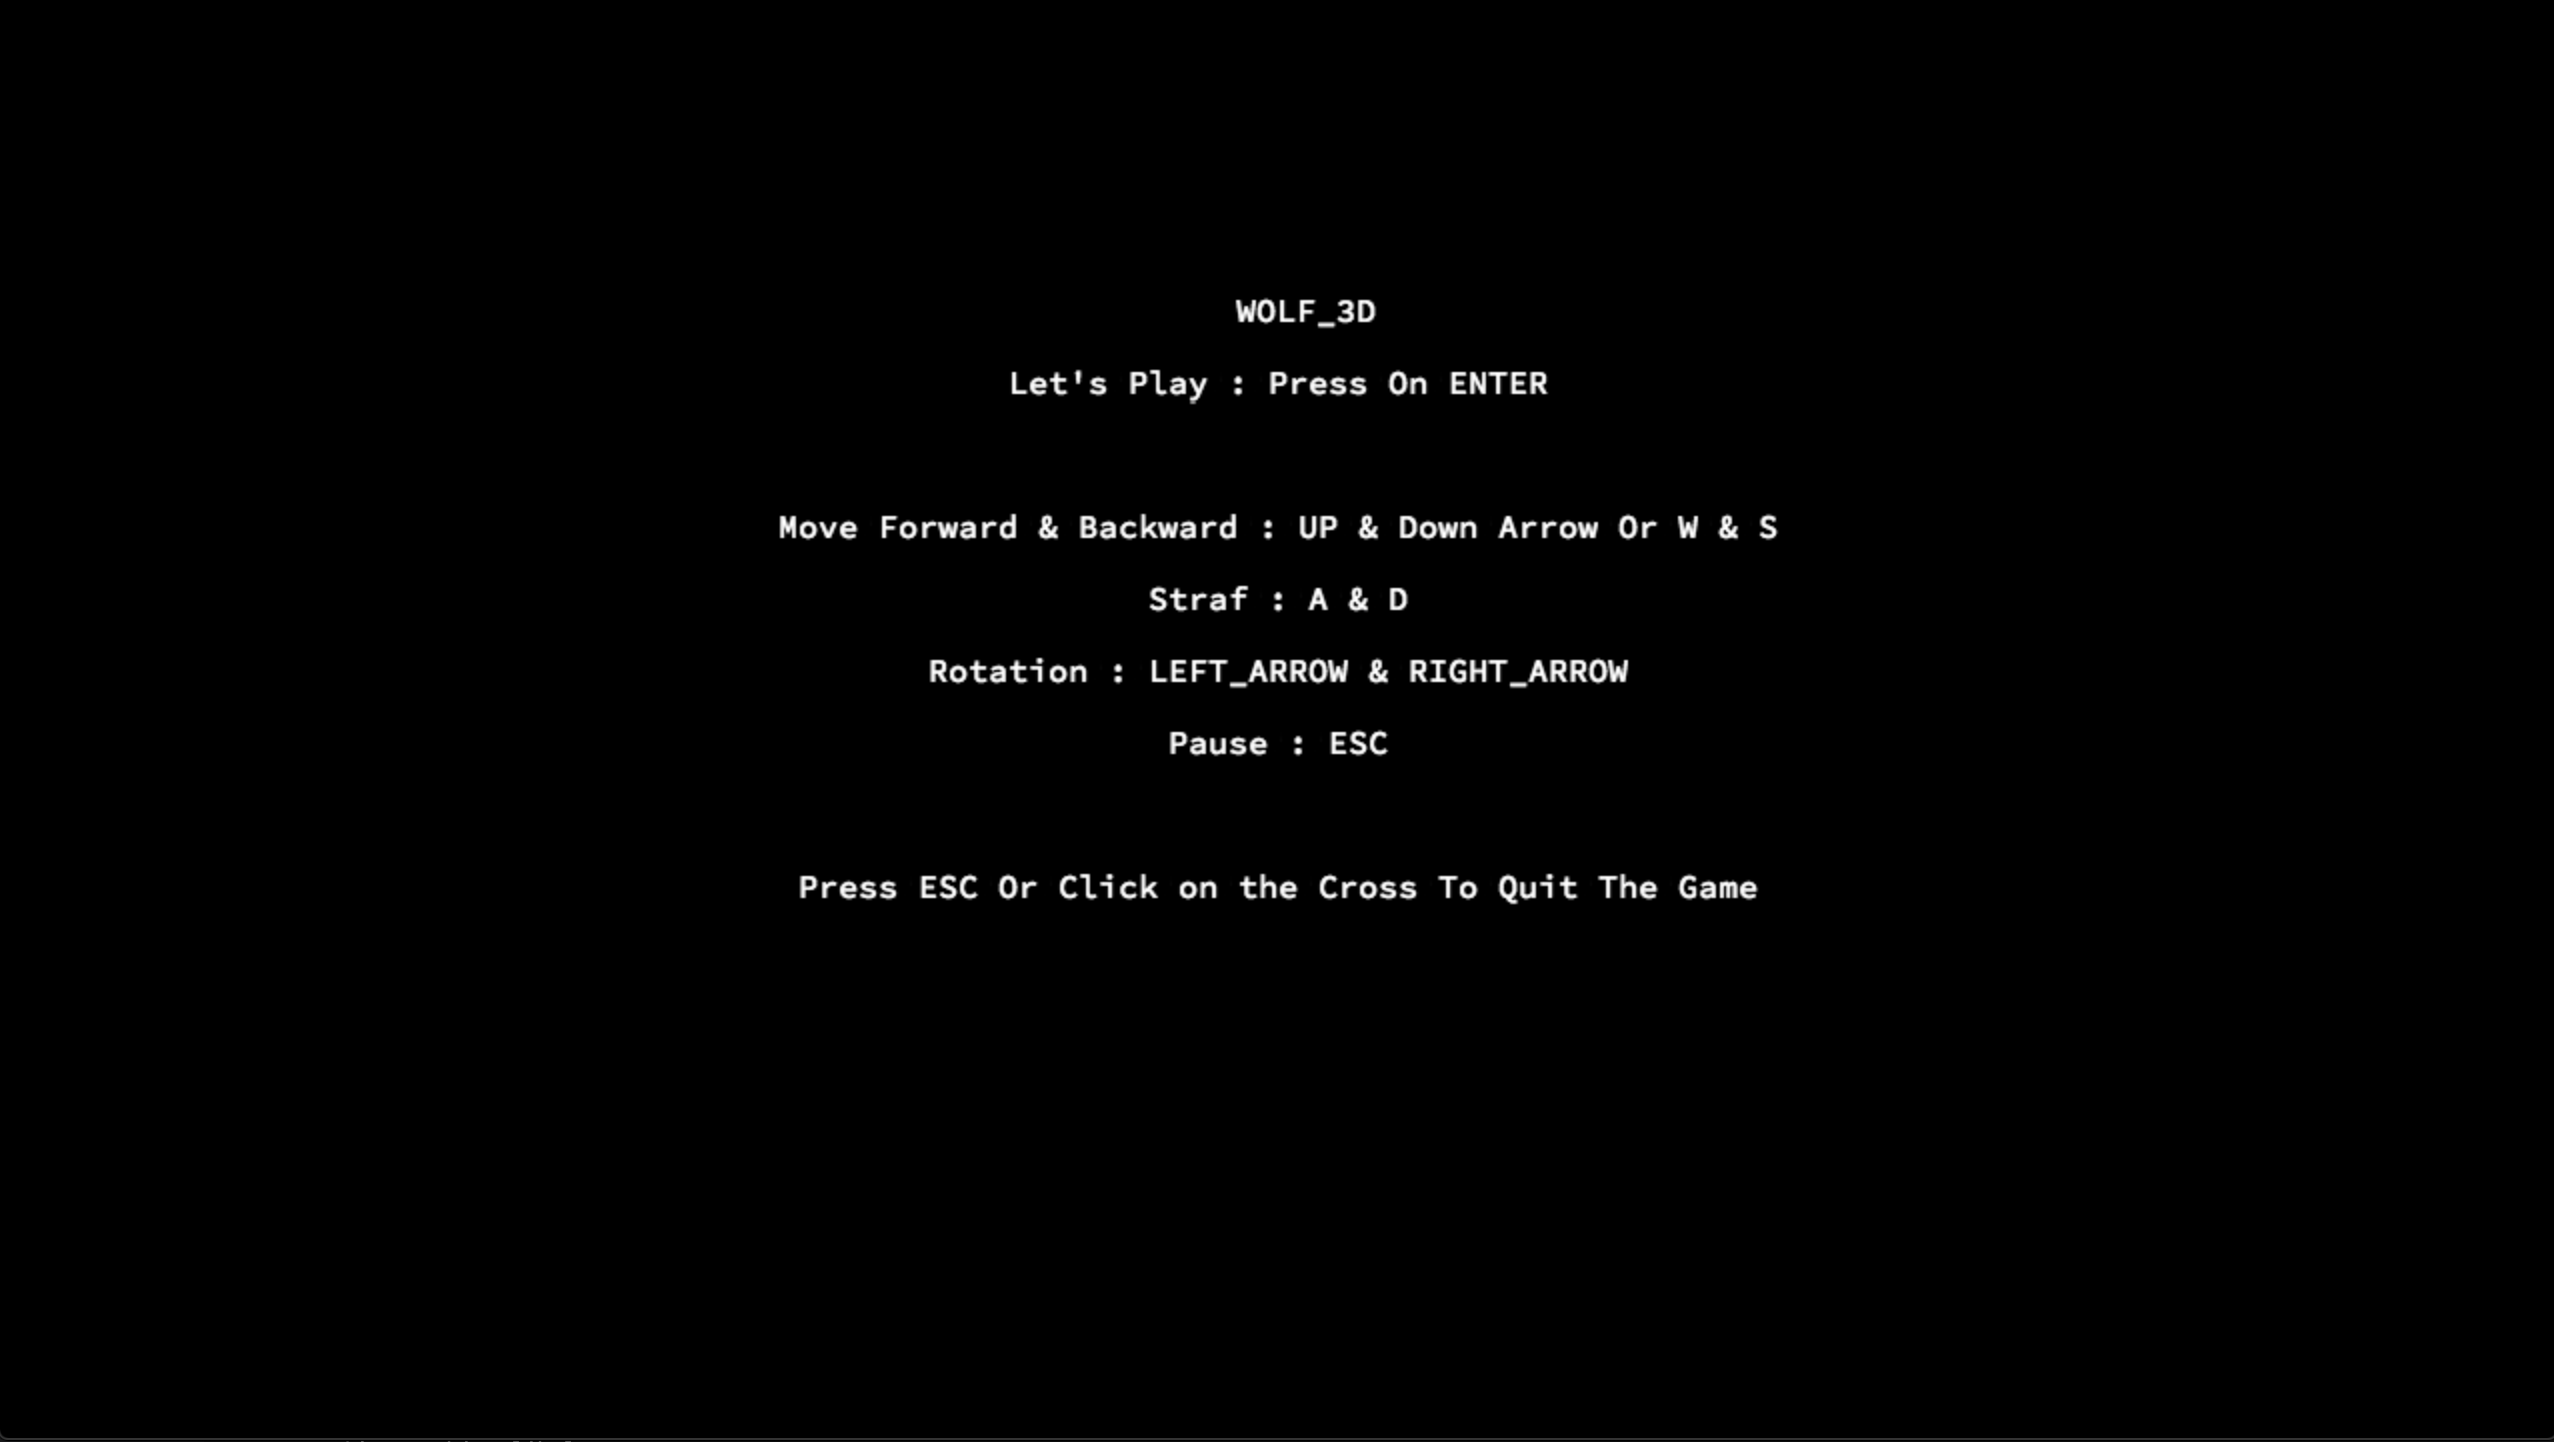 WOLF_3D
Let's Play : Press On ENTER
Move Forward & Backward : UP & Down Arrow Or W & S
Straf : A & D
Rotation : LEFT_ARROW & RIGHT_ARROW
Pause : ESC
Press ESC Or Click on the Cross To Quit The Game